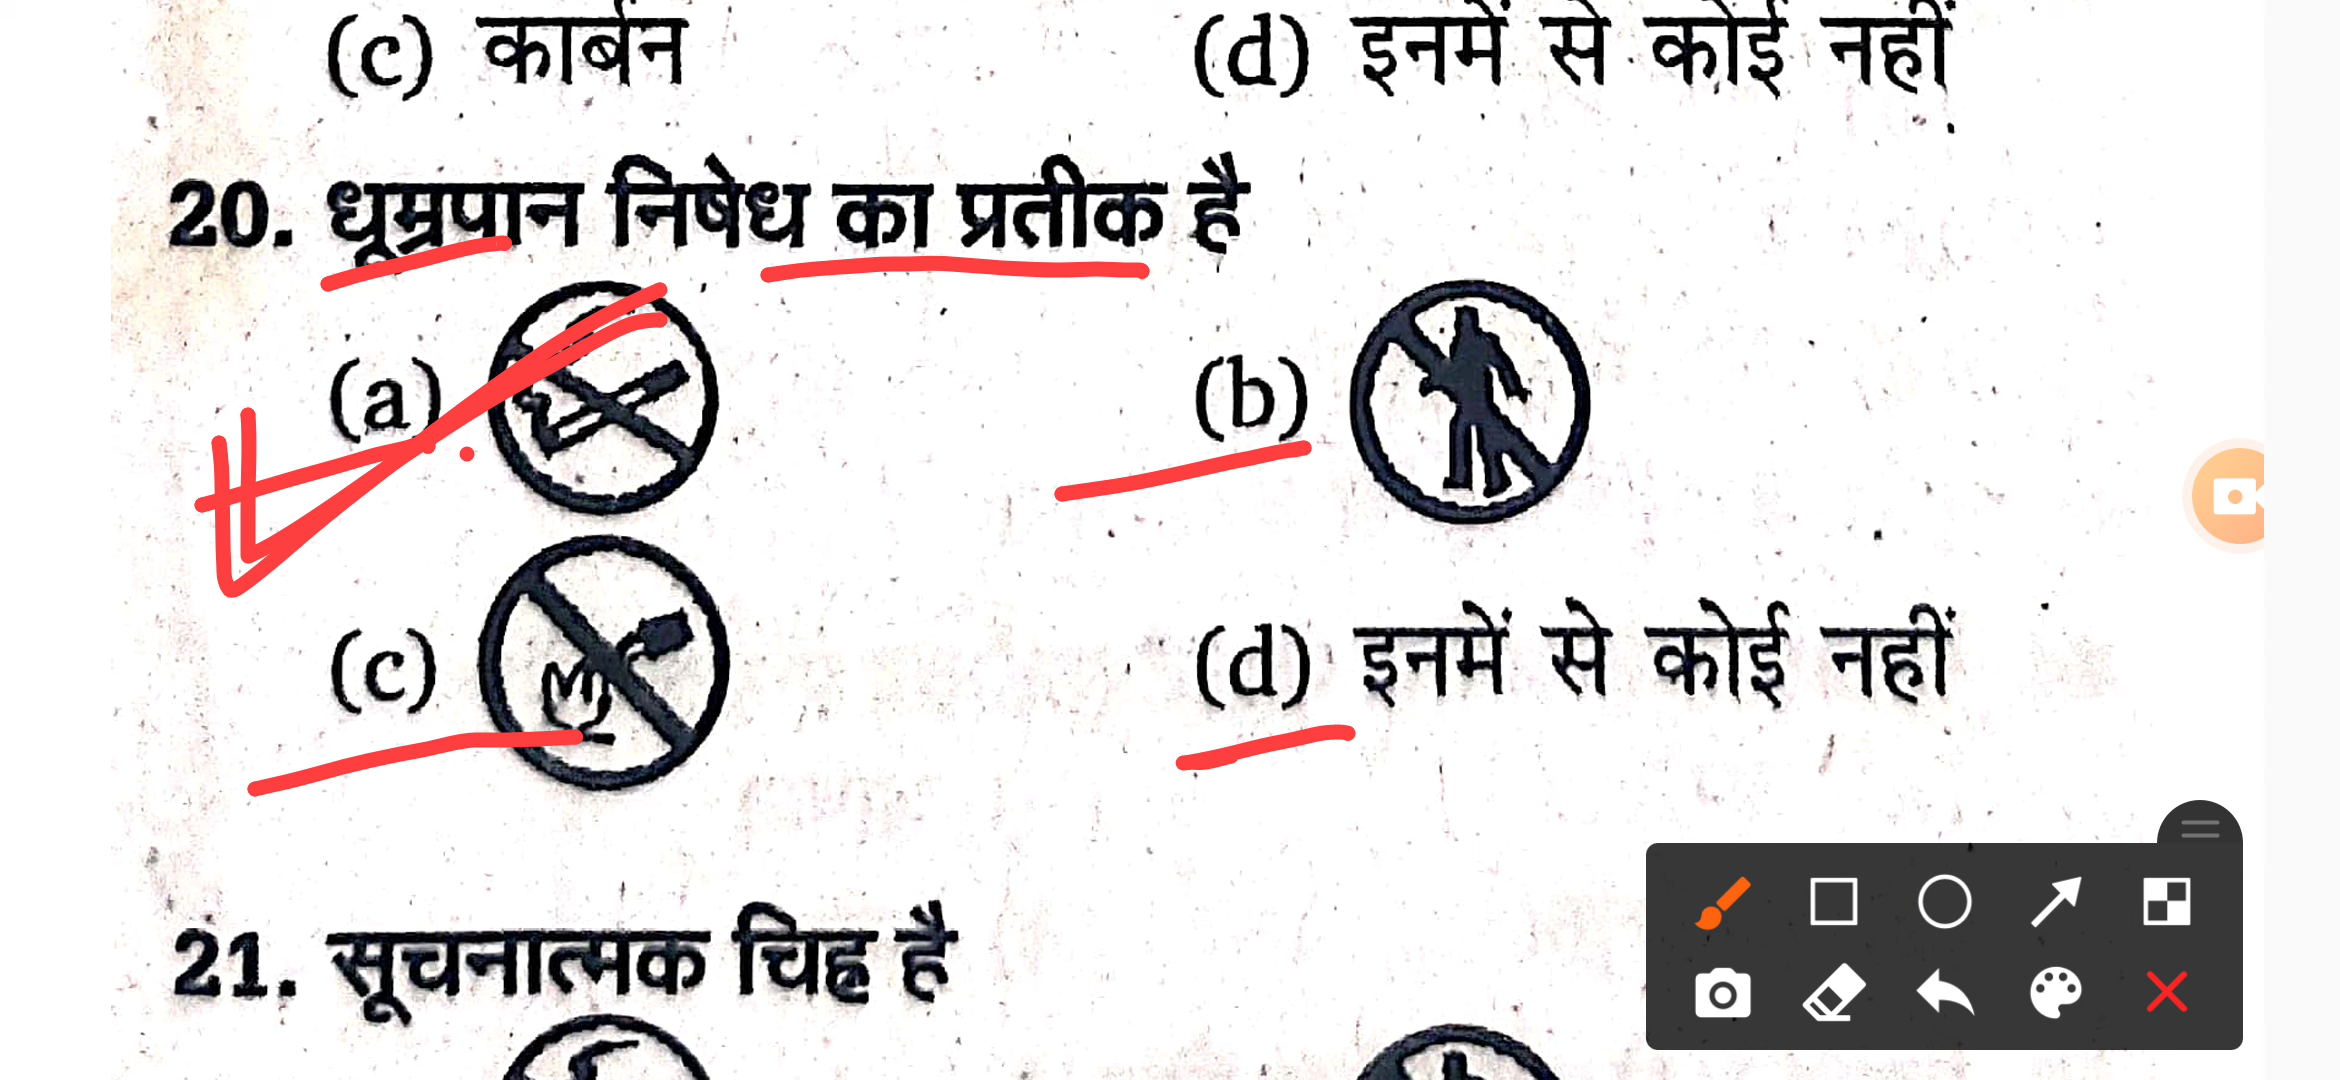 (c) कार्बन (d) इनमें से कोई नहीं
20. धूम्रपान निषेध का प्रतीक है
(a) (b)
(c) (d) इनमें से कोई नहीं
21. सूचनात्मक चिह्न है